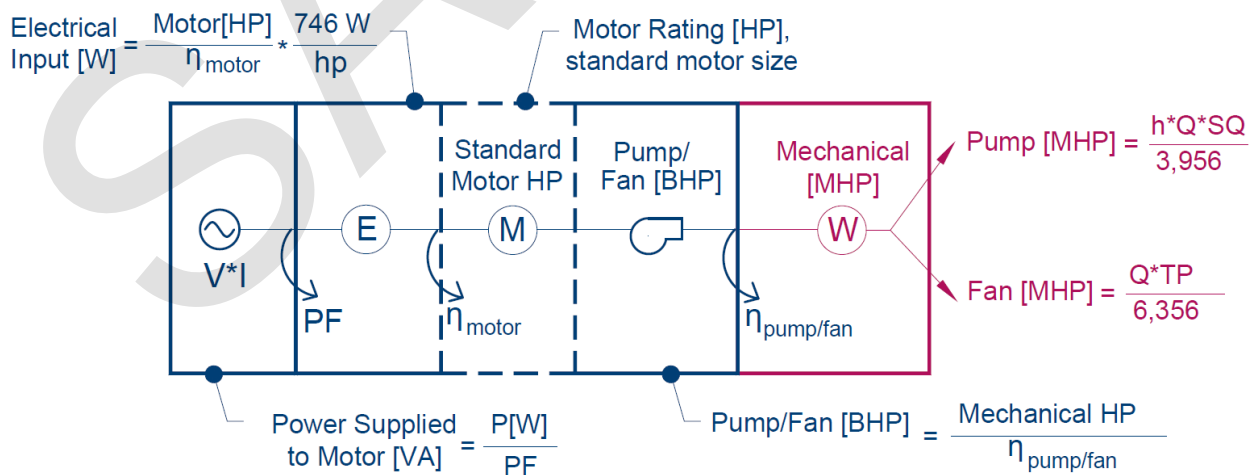 Electrical Input [W] = Motor[HP] / η motor * 746 W / hp
Motor Rating [HP],
standard motor size
Standard
Motor HP
Pump/
Fan [BHP]
Mechanical
[MHP]
Pump [MHP] = h*Q*SQ / 3,956
V*I
E
M
W
PF
η motor
η pump/fan
Fan [MHP] = Q*TP / 6,356
Power Supplied
to Motor [VA] = P[W] / PF
Pump/Fan [BHP] = Mechanical HP / η pump/fan